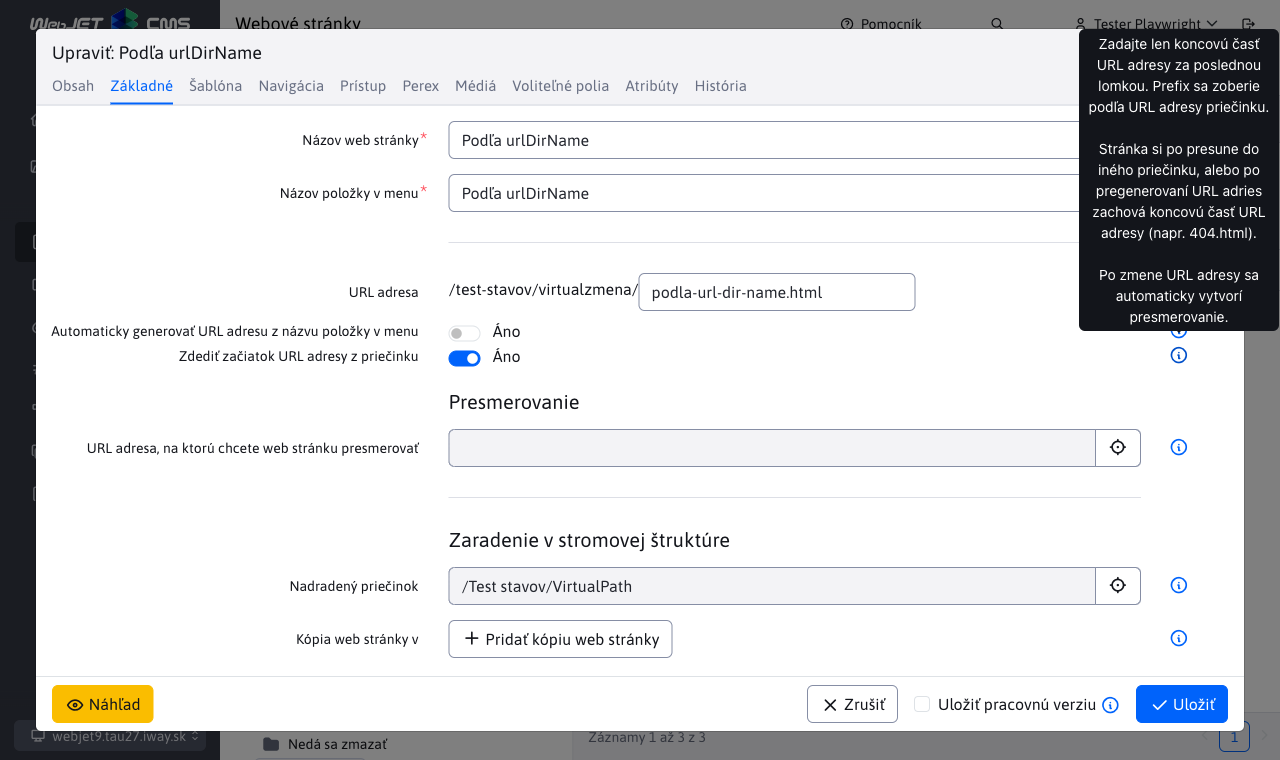 WebJET CMS
Webové stránky
Pomocník
Tester Playwright
Upraviť: Podľa urlDirName
Obsah
Základné
Šablóna
Navigácia
Prístup
Perex
Médiá
Voliteľné polia
Atribúty
História
Zadajte len koncovú časť
URL adresy za poslednou
lomkou. Prefix sa zoberie
podľa URL adresy priečinku.
Stránka si po presune do
iného priečinku, alebo po
pregenerovaní URL adries
zachová koncovú časť URL
adresy (napr. 404.html).
Po zmene URL adresy sa
automaticky vytvorí
presmerovanie.
Názov web stránky*
Podľa urlDirName
Názov položky v menu*
Podľa urlDirName
URL adresa
/test-stavov/virtualzmena/
podla-url-dir-name.html
Automaticky generovať URL adresu z názvu položky v menu
Áno
Zdediť začiatok URL adresy z priečinku
Áno
Presmerovanie
URL adresa, na ktorú chcete web stránku presmerovať
Zaradenie v stromovej štruktúre
Nadradený priečinok
/Test stavov/VirtualPath
Kópia web stránky v
Pridať kópiu web stránky
Náhľad
Zrušiť
Uložiť pracovnú verziu
Uložiť
webjet9.tau27.iway.sk
Nedá sa zmazať
Záznamy 1 až 3 z 3
1